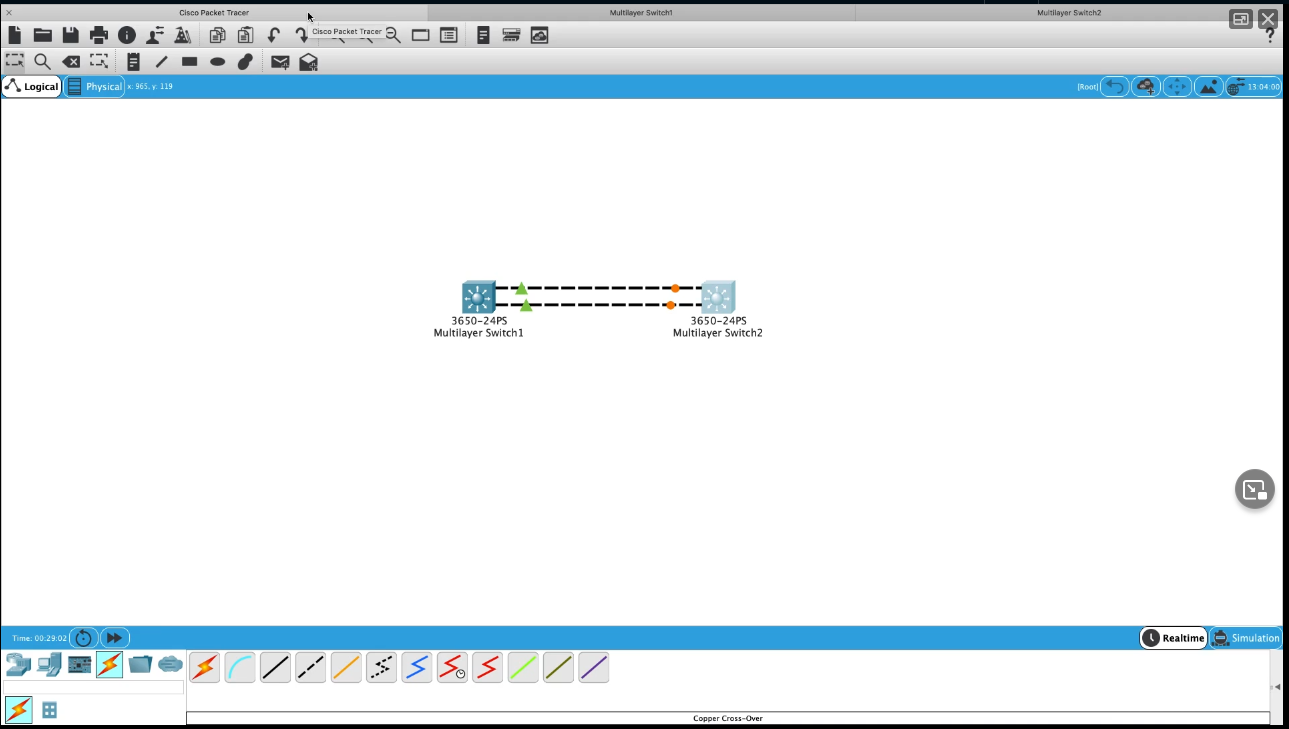 Cisco Packet Tracer
Multilayer Switch1
Multilayer Switch2
Cisco Packet Tracer
?
Logical
Physical
x: 965, y: 119
[Root]
13:04:00
3650-24PS
Multilayer Switch1
3650-24PS
Multilayer Switch2
Time: 00:29:02
Realtime
Simulation
Copper Cross-Over